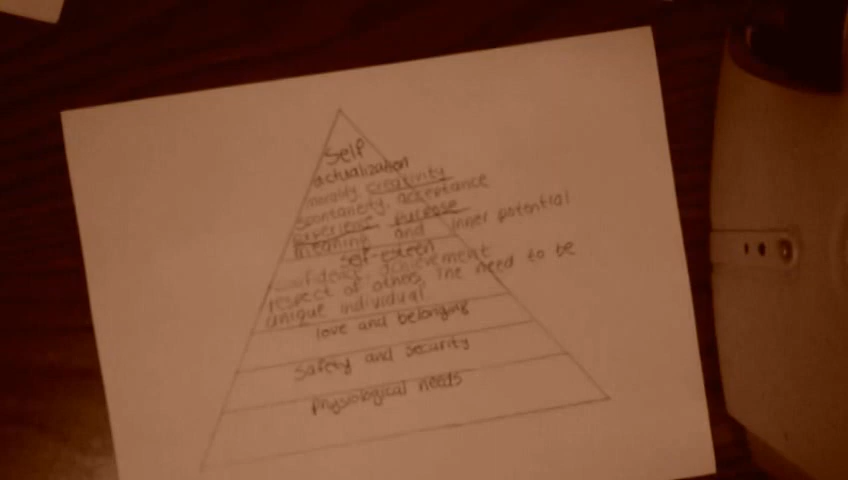 Self
actualization
morality, creativity
spontaneity, acceptance
experience purpose
meaning and inner potential
self-esteem
confidence, achievement
respect of others, the need to be
unique individual
love and belonging
Safety and security
physiological needs